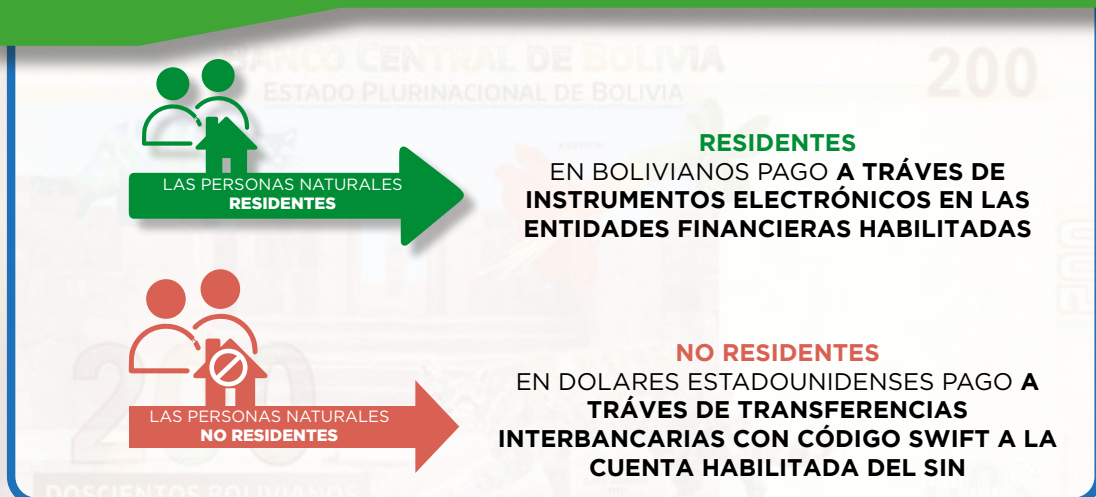 BANCO CENTRAL DE BOLIVIA
ESTADO PLURINACIONAL DE BOLIVIA
200
LAS PERSONAS NATURALES
RESIDENTES
RESIDENTES
EN BOLIVIANOS PAGO A TRÁVES DE
INSTRUMENTOS ELECTRÓNICOS EN LAS
ENTIDADES FINANCIERAS HABILITADAS
200
200
LAS PERSONAS NATURALES
NO RESIDENTES
NO RESIDENTES
EN DOLARES ESTADOUNIDENSES PAGO A
TRÁVES DE TRANSFERENCIAS
INTERBANCARIAS CON CÓDIGO SWIFT A LA
CUENTA HABILITADA DEL SIN
DOSCIENTOS BOLIVIANOS